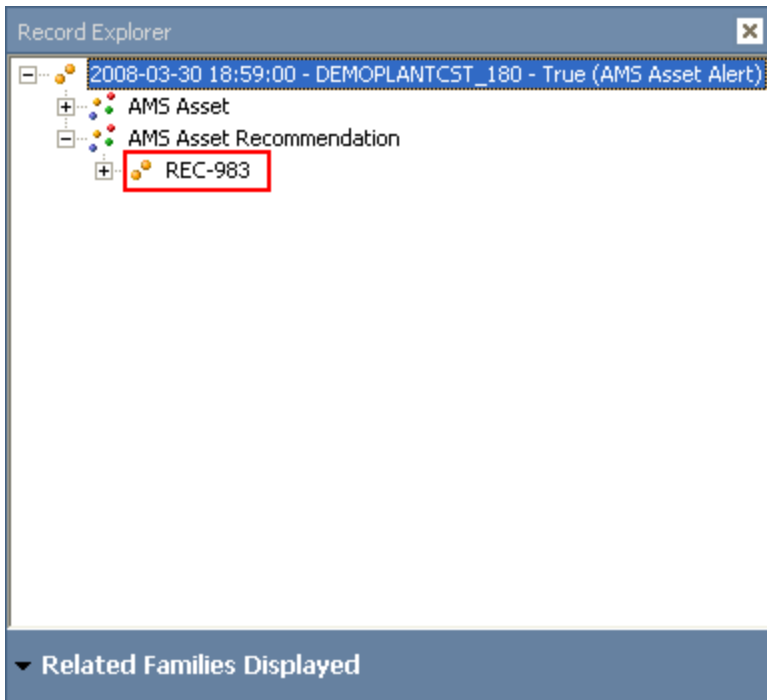 Record Explorer
2008-03-30 18:59:00 - DEMOPLANTCST_180 - True (AMS Asset Alert)
AMS Asset
AMS Asset Recommendation
REC-983
Related Families Displayed